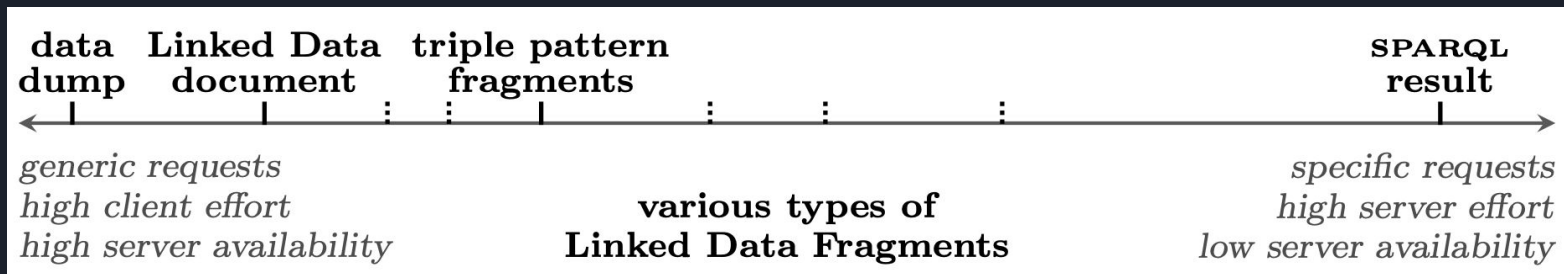 data
dump
Linked Data
document
triple pattern
fragments
SPARQL
result
generic requests
high client effort
high server availability
various types of
Linked Data Fragments
specific requests
high server effort
low server availability